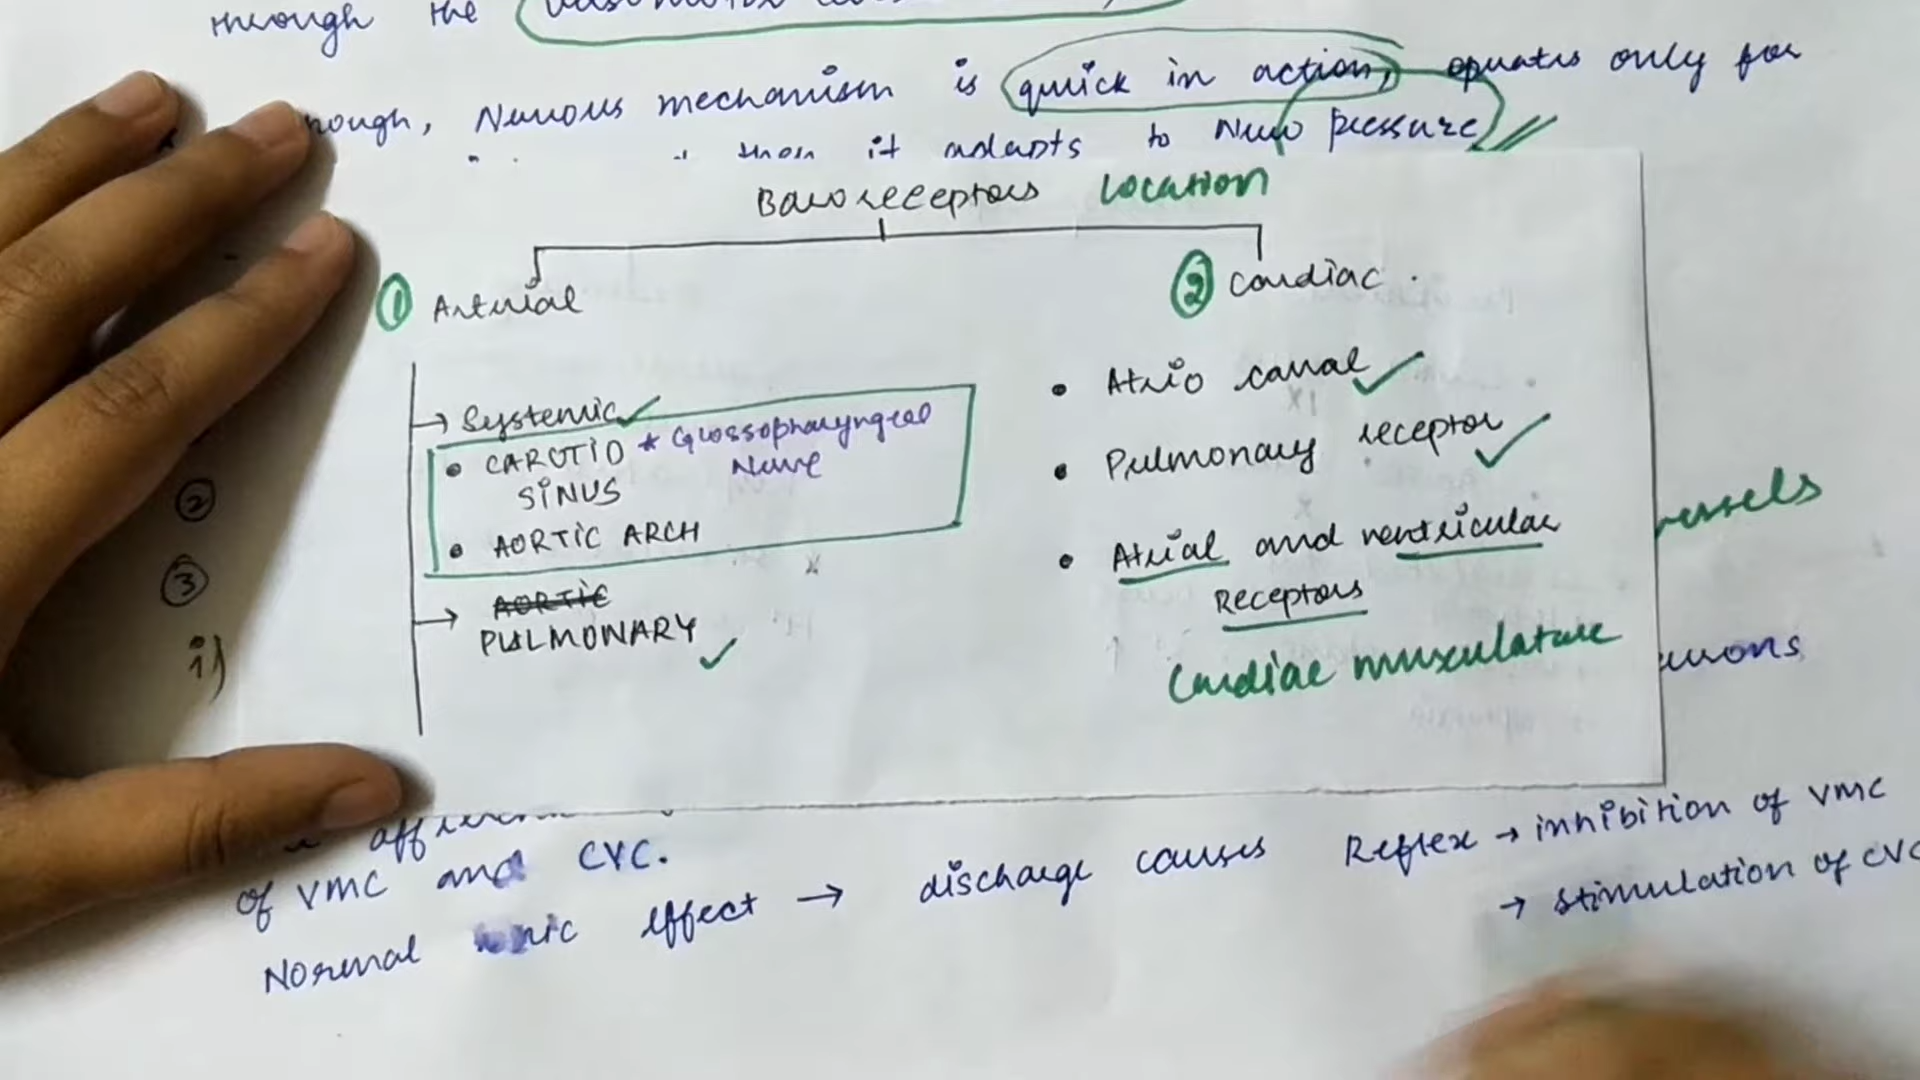 through the
nough, Nervous mechanism is quick in action, operates only for
then it adapts to New pressure
Baroreceptors Location
① Arterial
② Cardiac
→ Systemic
• CAROTID * Glossopharyngeal
SINUS Nerve
• AORTIC ARCH
→ AORTIC
PULMONARY
• Atrio caval
• Pulmonary receptor
• Atrial and ventricular
Receptors
Cardiac musculature
vessels
②
③
i)
of VMC and CVC.
Normal effect → discharge causes Reflex → inhibition of VMC
→ stimulation of CVC